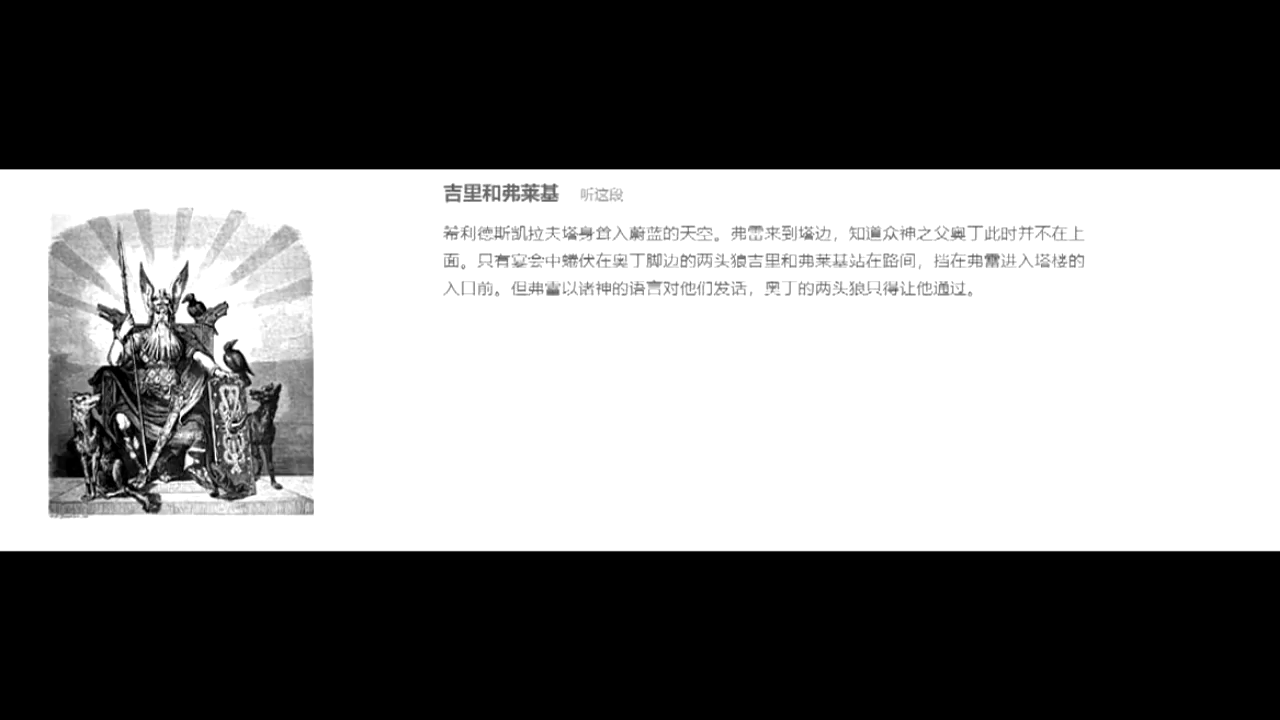 吉里和弗莱基 听这段
希利德斯凯拉夫塔身耸入蔚蓝的天空。弗雷来到塔边，知道众神之父奥丁此时并不在上
面。只有宴会中蜷伏在奥丁脚边的两头狼吉里和弗莱基站在路间，挡在弗雷进入塔楼的
入口前。但弗雷以诸神的语言对他们发话，奥丁的两头狼只得让他通过。